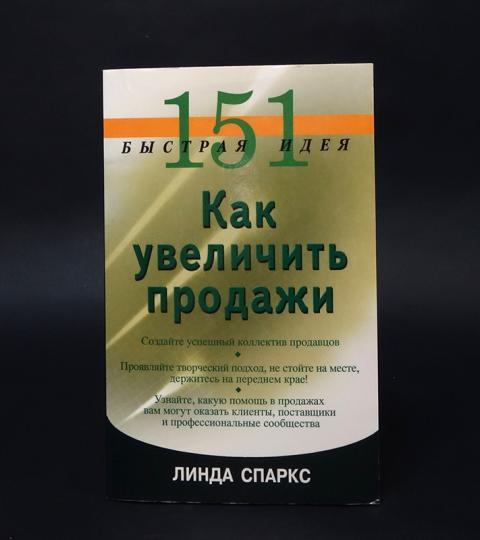 151
БЫСТРАЯ ИДЕЯ
Как
увеличить
продажи
Создайте успешный коллектив продавцов
Проявляйте творческий подход, не стойте на месте,
держитесь на переднем крае!
Узнайте, какую помощь в продажах
вам могут оказать клиенты, поставщики
и профессиональные сообщества
ЛИНДА СПАРКС